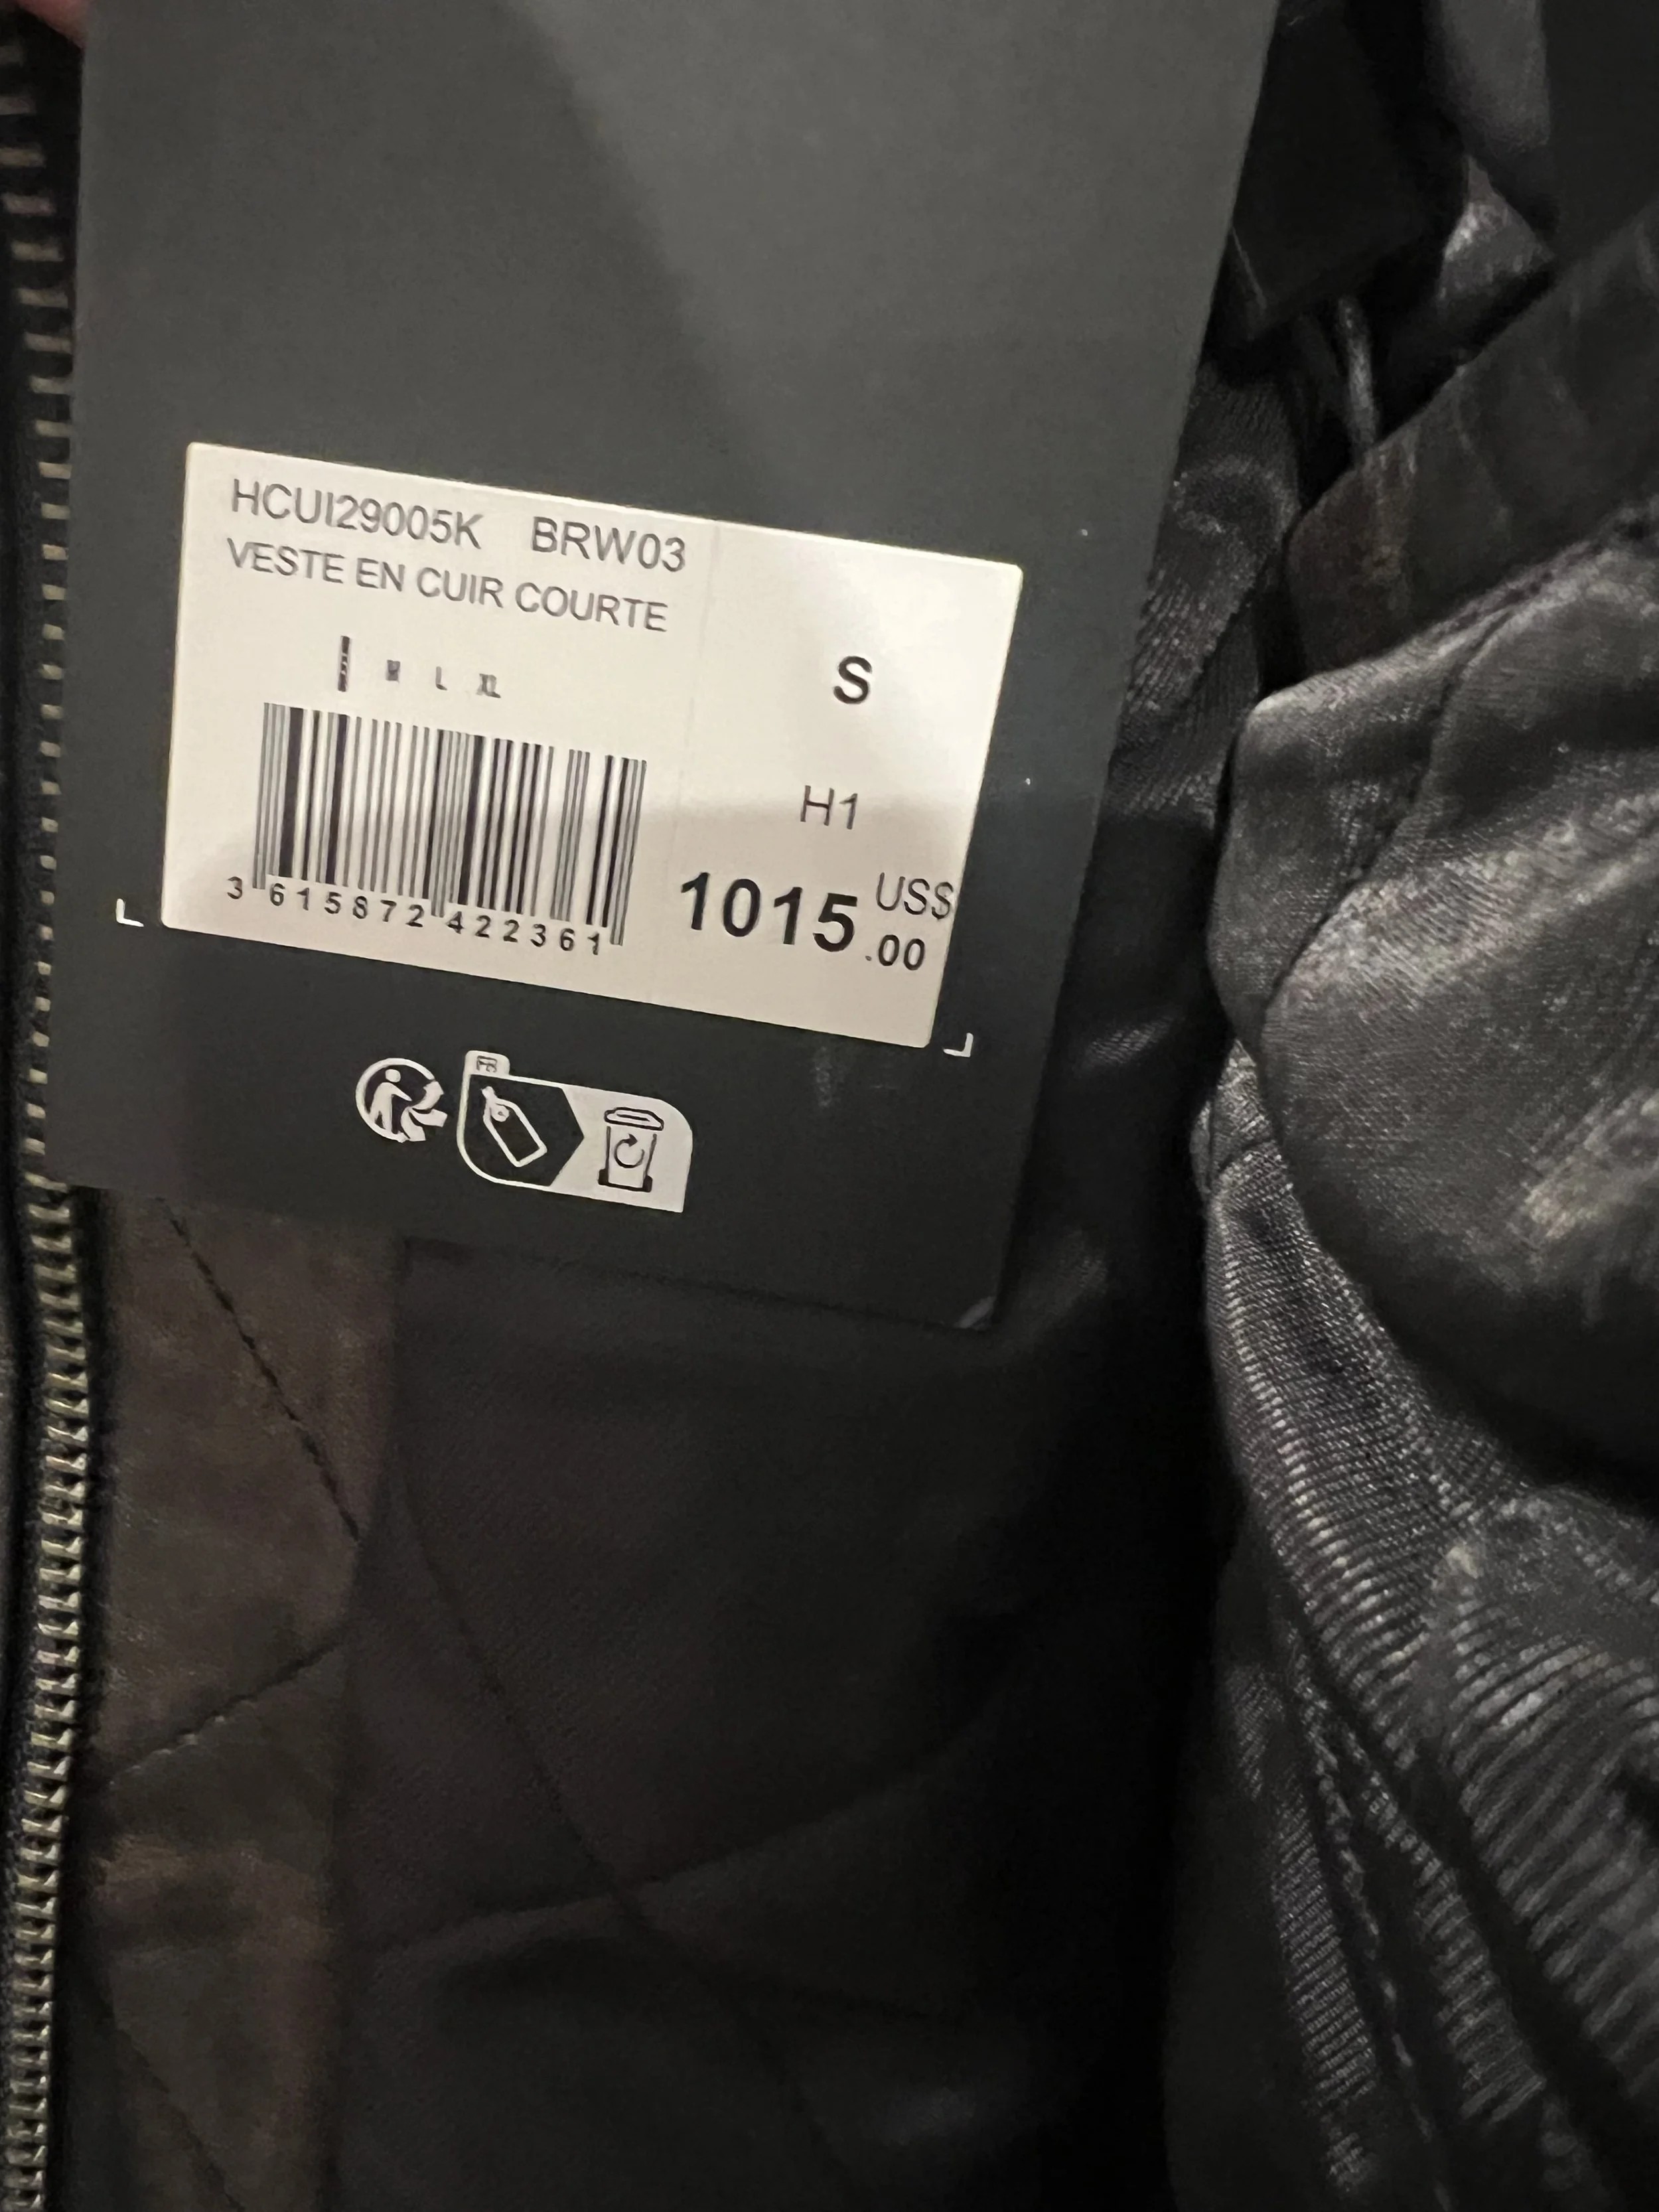 HCUI29005K BRW03
VESTE EN CUIR COURTE
M L XL
S
H1
3 615872 422361
1015.00 US$
FR